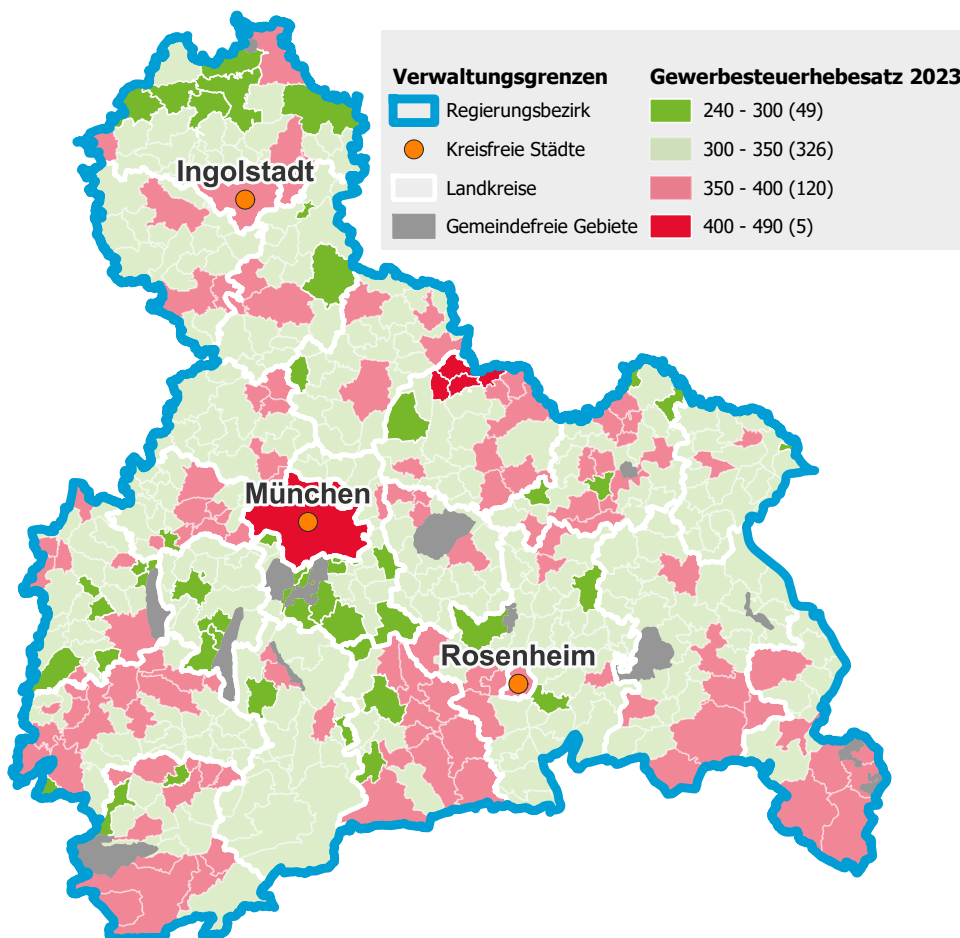 Verwaltungsgrenzen
Regierungsbezirk
Kreisfreie Städte
Landkreise
Gemeindefreie Gebiete
Gewerbesteuerhebesatz 2023
240 - 300 (49)
300 - 350 (326)
350 - 400 (120)
400 - 490 (5)
Ingolstadt
München
Rosenheim